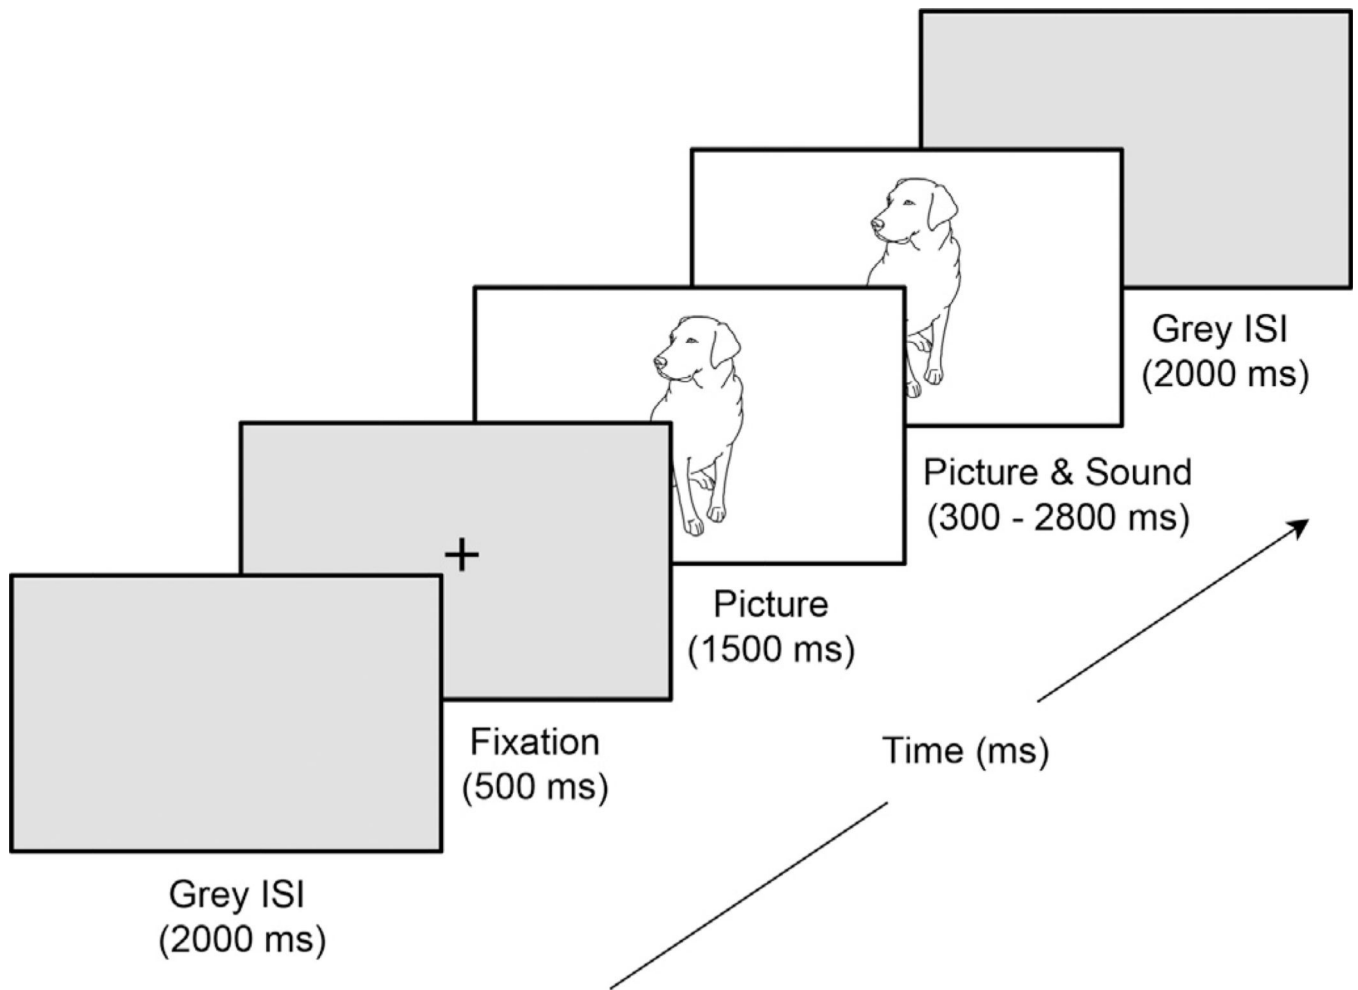 Grey ISI
(2000 ms)
Fixation
(500 ms)
Picture
(1500 ms)
Picture & Sound
(300 - 2800 ms)
Grey ISI
(2000 ms)
Time (ms)